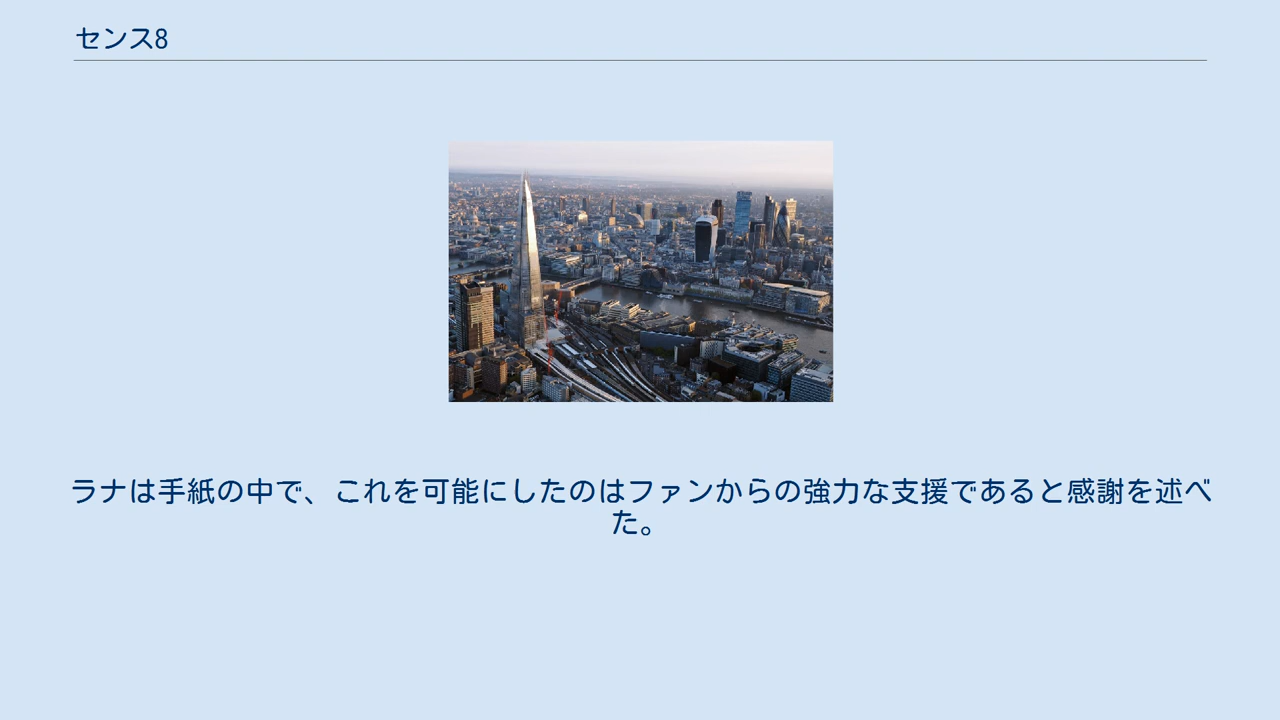 センス8
ラナは手紙の中で、これを可能にしたのはファンからの強力な支援であると感謝を述べ
た。